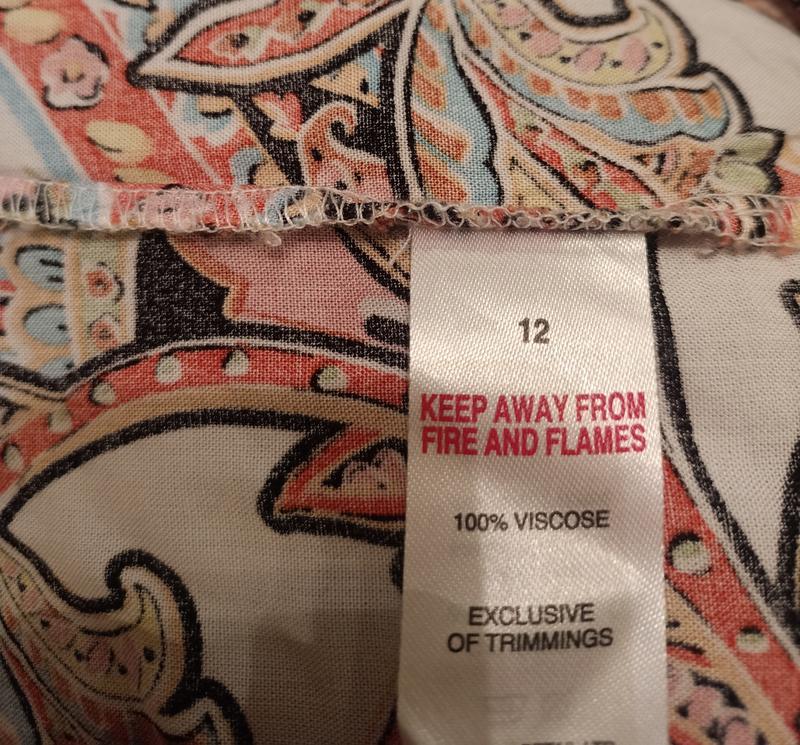 12
KEEP AWAY FROM
FIRE AND FLAMES
100% VISCOSE
EXCLUSIVE
OF TRIMMINGS